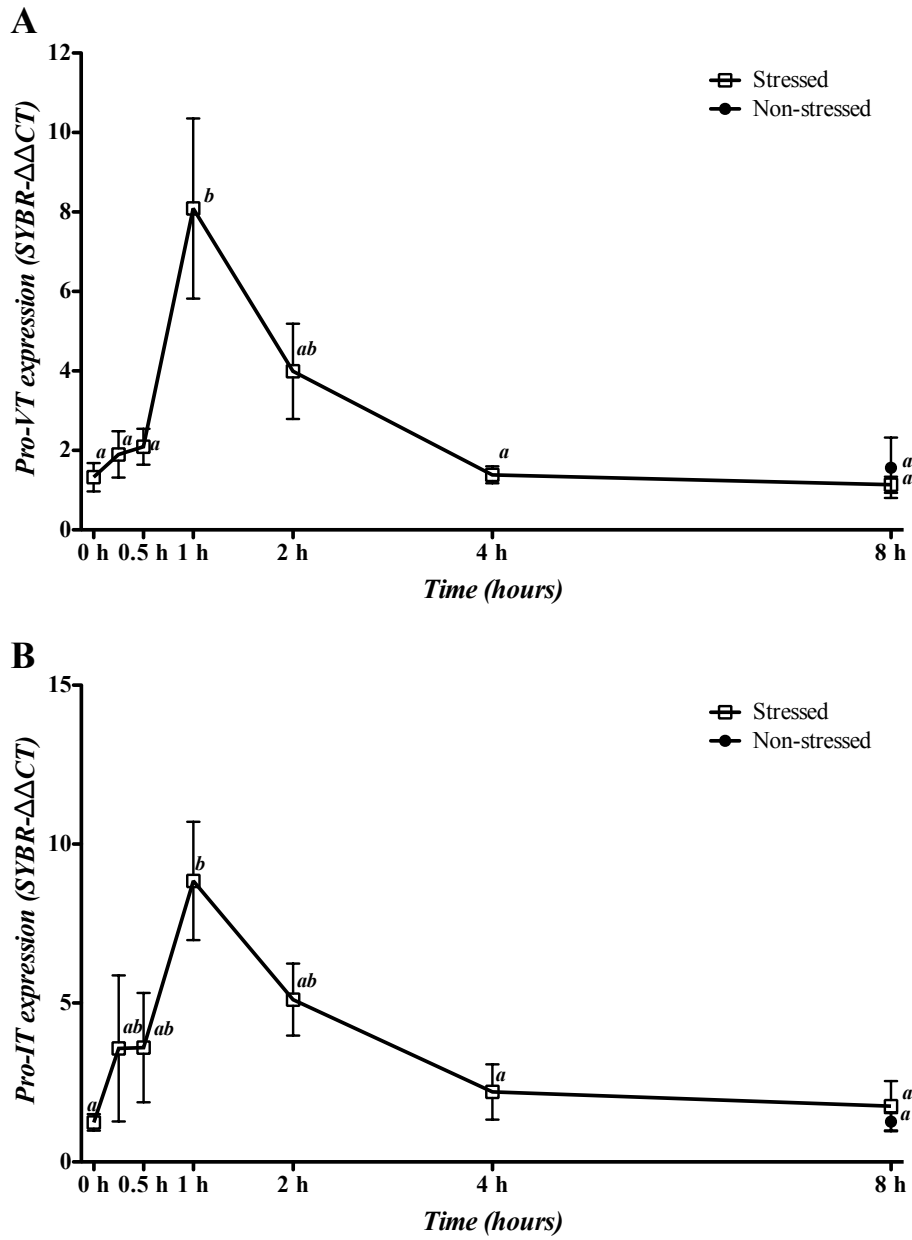 A
12
10
8
6
4
2
0
Pro-VT expression (SYBR-ΔΔCT)
Stressed
Non-stressed
a
a
a
b
ab
a
a
a
0 h 0.5 h 1 h 2 h 4 h 8 h
Time (hours)
B
15
10
5
0
Pro-IT expression (SYBR-ΔΔCT)
Stressed
Non-stressed
a
ab
ab
b
ab
a
a
a
0 h 0.5 h 1 h 2 h 4 h 8 h
Time (hours)